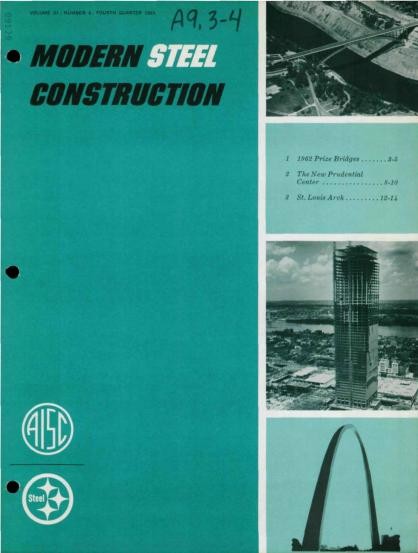 VOLUME III / NUMBER 4 / FOURTH QUARTER 1963
A9,3-4
MODERN STEEL
CONSTRUCTION
1 1962 Prize Bridges ....... 3-5
2 The New Prudential
Center ................ 8-10
3 St. Louis Arch ......... 12-14
AISC
Steel